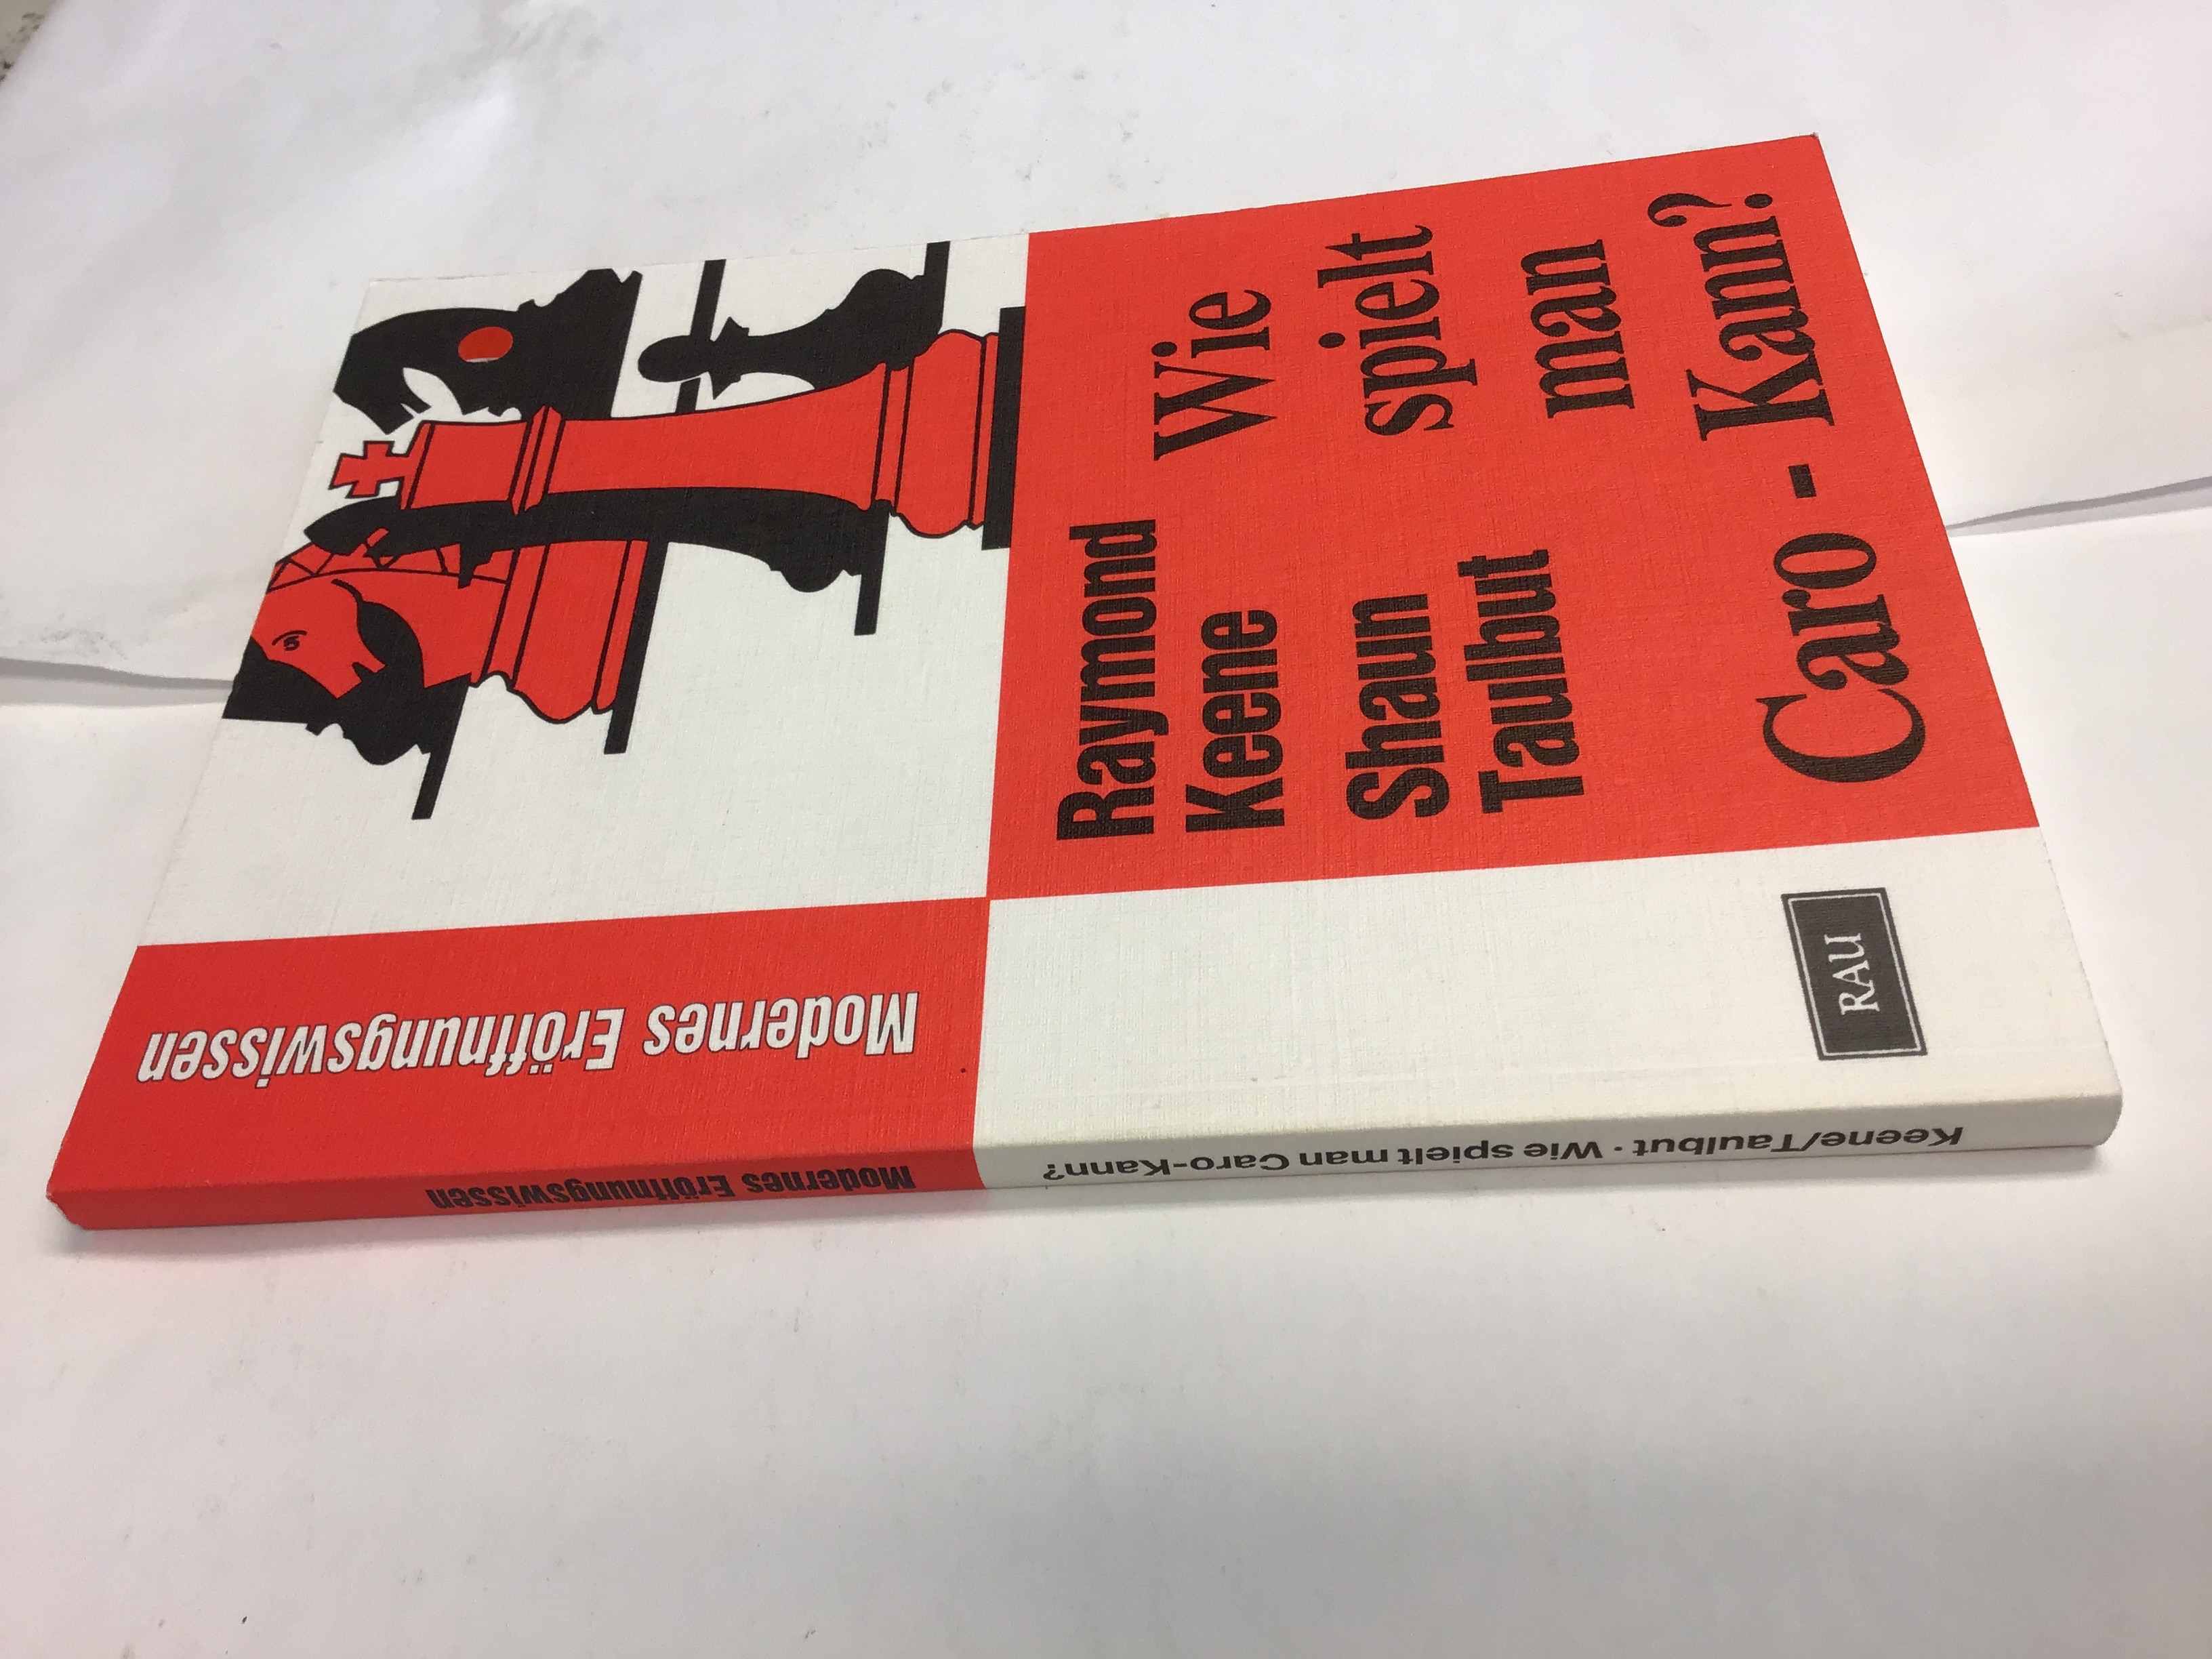 Modernes Eröffnungswissen
Raymond
Keene
Shaun
Taulbut
Wie
spielt
man
Caro - Kann?
RAU
Keene/Taulbut · Wie spielt man Caro-Kann?
Modernes Eröffnungswissen